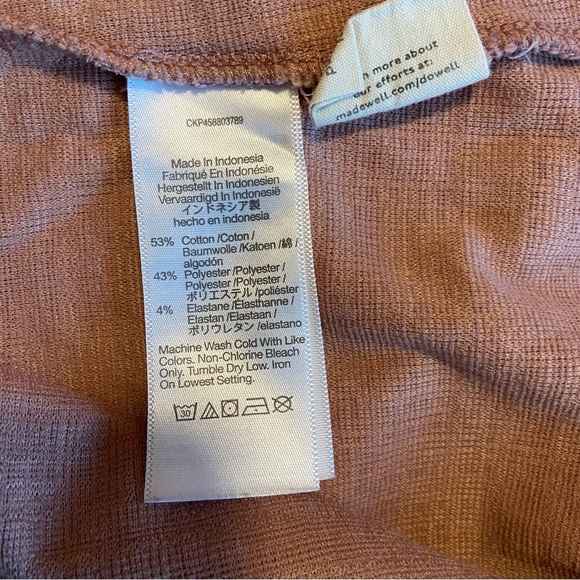 more about
our efforts at:
madewell.com/dowell
CKP458803789
Made In Indonesia
Fabriqué En Indonésie
Hergestellt In Indonesien
Vervaardigd In Indonesië
インドネシア製
hecho en indonesia
53% Cotton /Coton /
Baumwolle /Katoen /綿 /
algodón
43% Polyester /Polyester /
Polyester /Polyester /
ポリエステル /poliéster
4% Elastane /Elasthanne /
Elastan /Elastaan /
ポリウレタン /elastano
Machine Wash Cold With Like
Colors. Non-Chlorine Bleach
Only. Tumble Dry Low. Iron
On Lowest Setting.
30